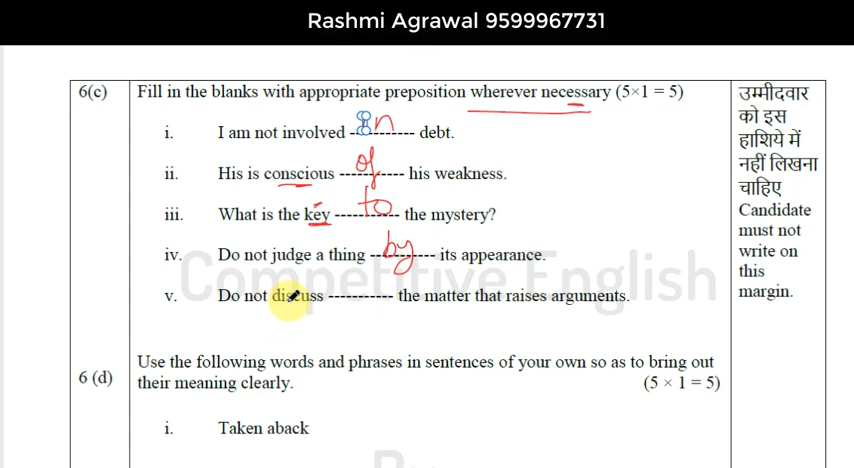 Rashmi Agrawal 9599967731
6(c) Fill in the blanks with appropriate preposition wherever necessary (5×1 = 5)
i. I am not involved ---In------- debt.
ii. His is conscious ----of------ his weakness.
iii. What is the key ------to----- the mystery?
iv. Do not judge a thing ---by------ its appearance.
v. Do not discuss ----------- the matter that raises arguments.
उम्मीदवार
को इस
हाशिये में
नहीं लिखना
चाहिए
Candidate
must not
write on
this
margin.
Competitive English
6 (d) Use the following words and phrases in sentences of your own so as to bring out
their meaning clearly. (5 × 1 = 5)
i. Taken aback